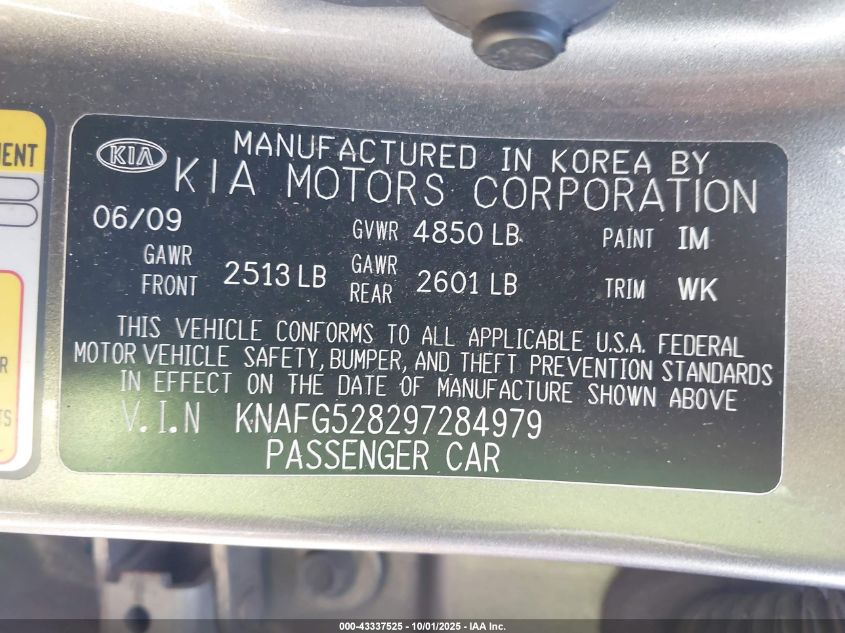 MENT
KIA
MANUFACTURED IN KOREA BY
KIA MOTORS CORPORATION
06/09 GVWR 4850 LB PAINT IM
GAWR FRONT 2513 LB GAWR REAR 2601 LB TRIM WK
THIS VEHICLE CONFORMS TO ALL APPLICABLE U.S.A. FEDERAL
MOTOR VEHICLE SAFETY, BUMPER, AND THEFT PREVENTION STANDARDS
IN EFFECT ON THE DATE OF MANUFACTURE SHOWN ABOVE
V.I.N KNAFG528297284979
PASSENGER CAR
000-43337525 - 10/01/2025 - IAA Inc.